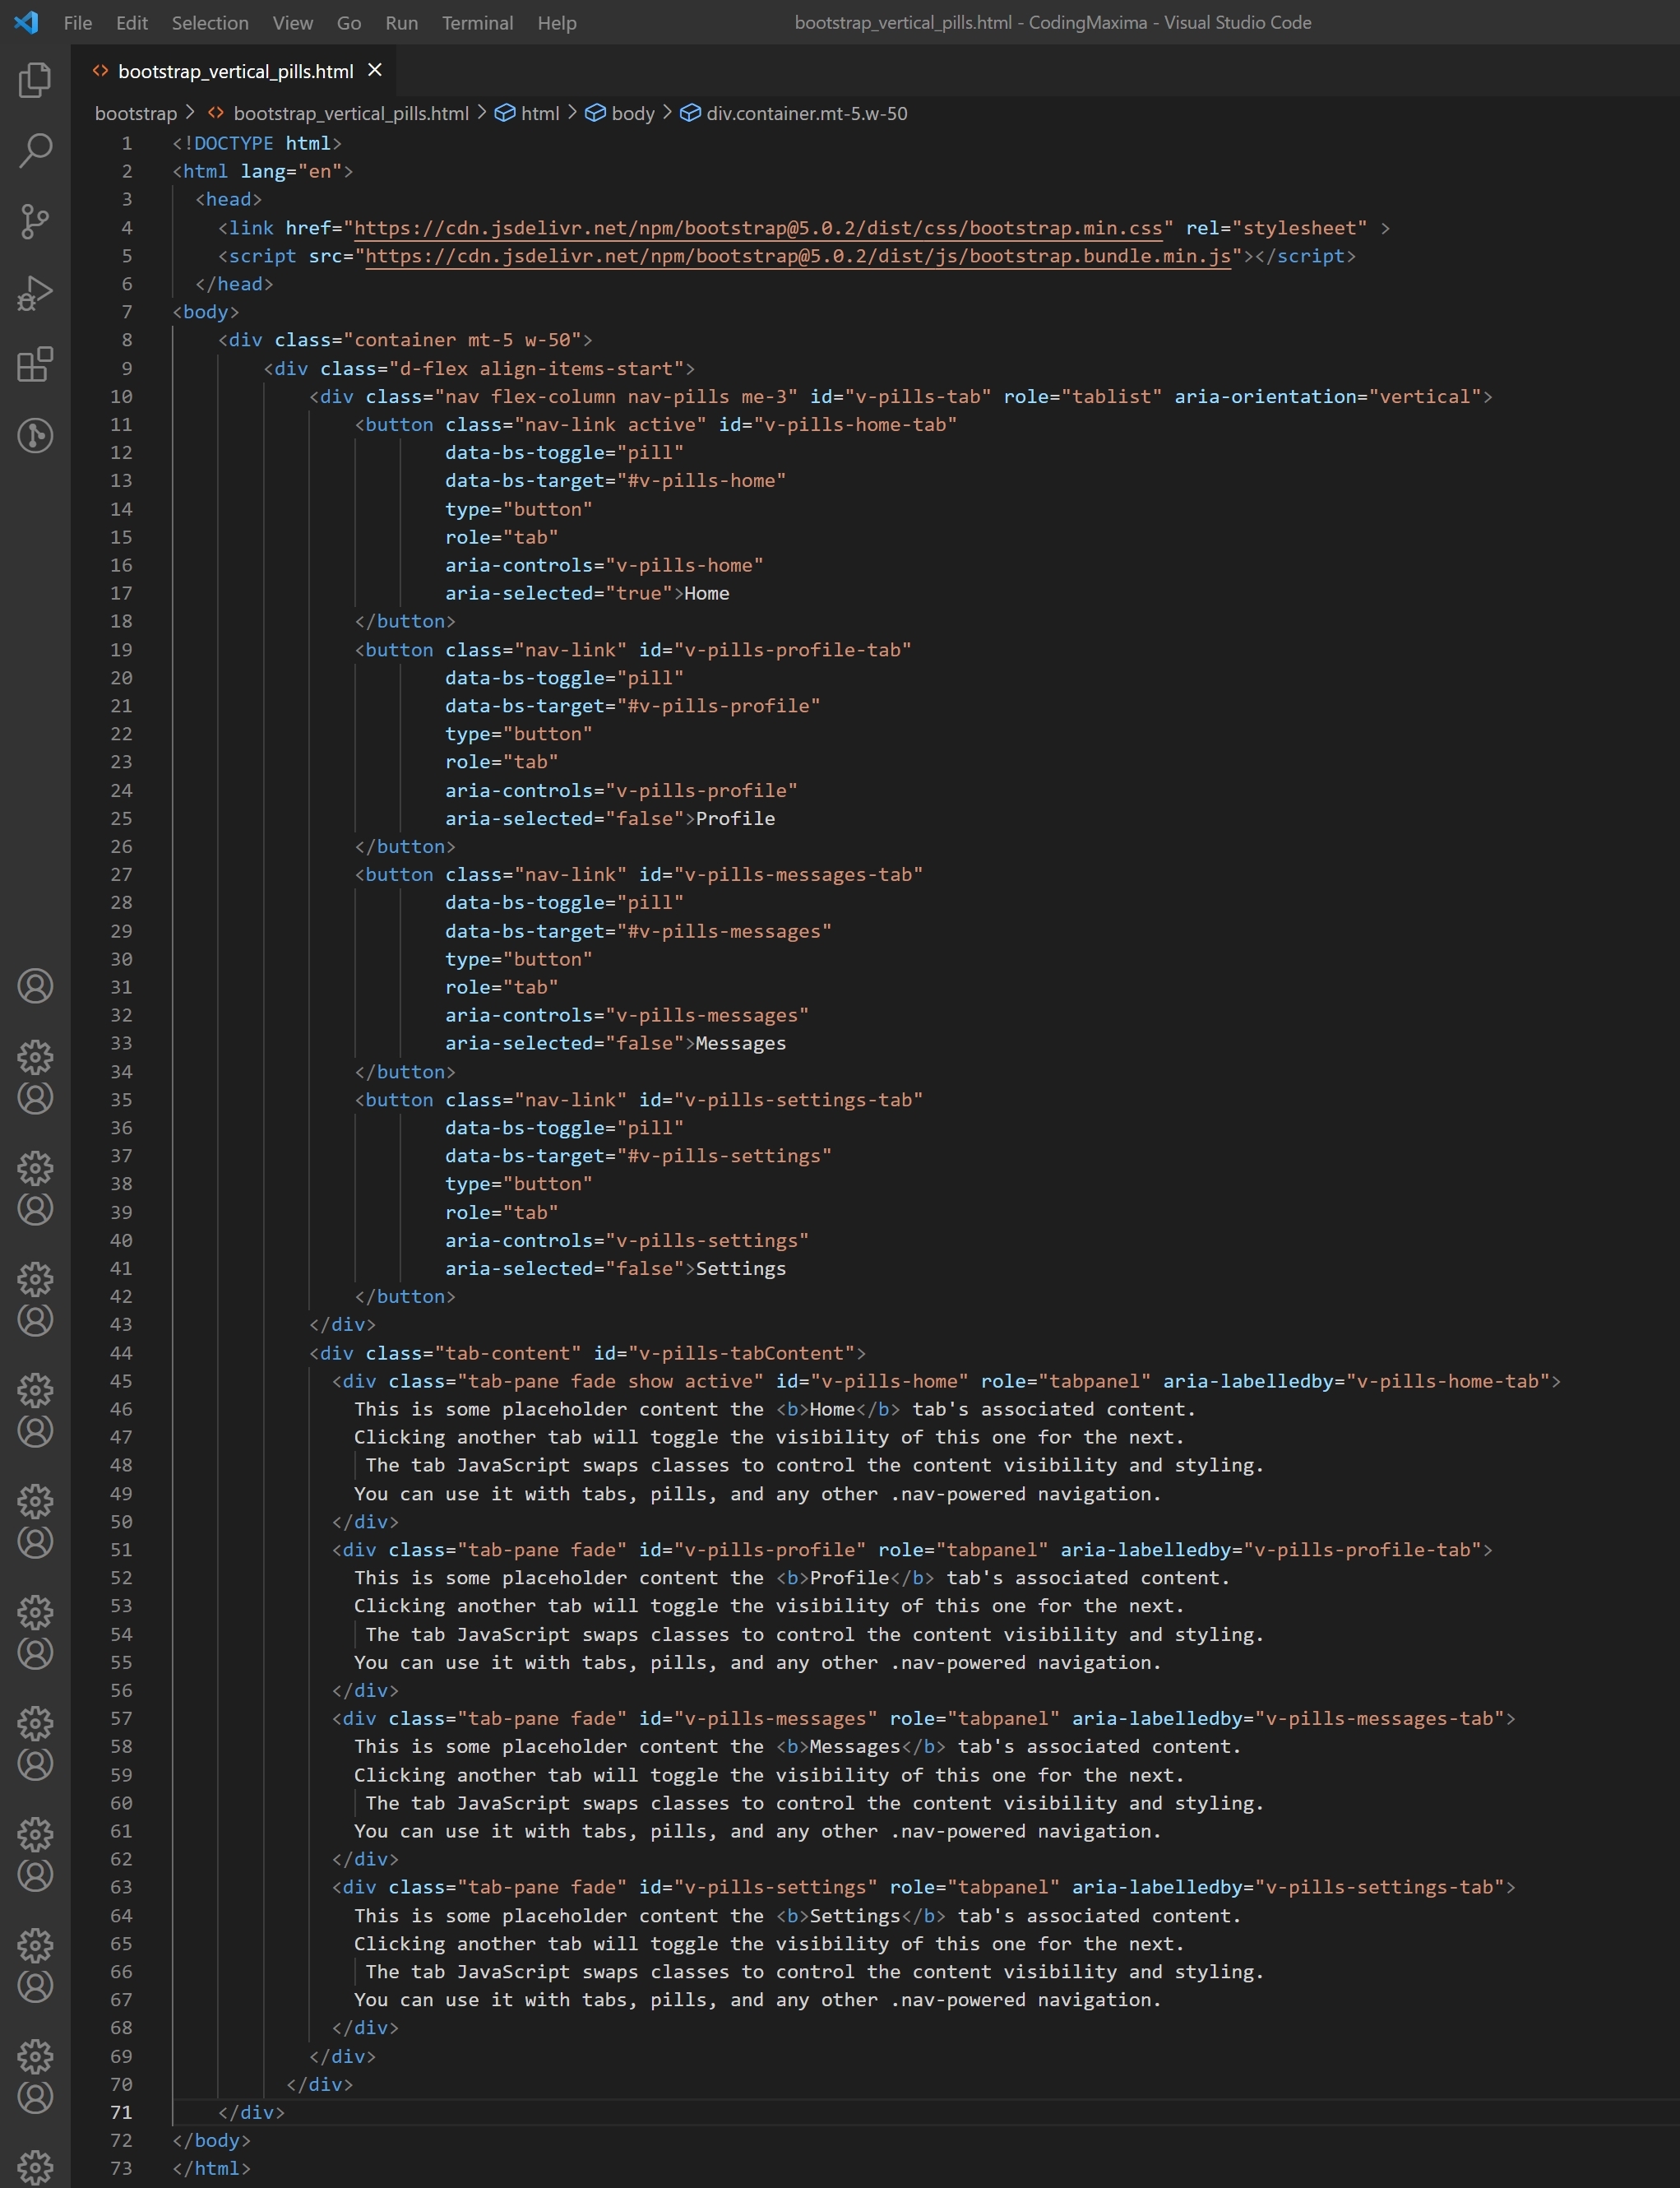 File Edit Selection View Go Run Terminal Help bootstrap_vertical_pills.html - CodingMaxima - Visual Studio Code
bootstrap_vertical_pills.html
bootstrap > bootstrap_vertical_pills.html > html > body > div.container.mt-5.w-50
1 <!DOCTYPE html>
2 <html lang="en">
3 <head>
4 <link href="https://cdn.jsdelivr.net/npm/bootstrap@5.0.2/dist/css/bootstrap.min.css" rel="stylesheet" >
5 <script src="https://cdn.jsdelivr.net/npm/bootstrap@5.0.2/dist/js/bootstrap.bundle.min.js"></script>
6 </head>
7 <body>
8 <div class="container mt-5 w-50">
9 <div class="d-flex align-items-start">
10 <div class="nav flex-column nav-pills me-3" id="v-pills-tab" role="tablist" aria-orientation="vertical">
11 <button class="nav-link active" id="v-pills-home-tab"
12 data-bs-toggle="pill"
13 data-bs-target="#v-pills-home"
14 type="button"
15 role="tab"
16 aria-controls="v-pills-home"
17 aria-selected="true">Home
18 </button>
19 <button class="nav-link" id="v-pills-profile-tab"
20 data-bs-toggle="pill"
21 data-bs-target="#v-pills-profile"
22 type="button"
23 role="tab"
24 aria-controls="v-pills-profile"
25 aria-selected="false">Profile
26 </button>
27 <button class="nav-link" id="v-pills-messages-tab"
28 data-bs-toggle="pill"
29 data-bs-target="#v-pills-messages"
30 type="button"
31 role="tab"
32 aria-controls="v-pills-messages"
33 aria-selected="false">Messages
34 </button>
35 <button class="nav-link" id="v-pills-settings-tab"
36 data-bs-toggle="pill"
37 data-bs-target="#v-pills-settings"
38 type="button"
39 role="tab"
40 aria-controls="v-pills-settings"
41 aria-selected="false">Settings
42 </button>
43 </div>
44 <div class="tab-content" id="v-pills-tabContent">
45 <div class="tab-pane fade show active" id="v-pills-home" role="tabpanel" aria-labelledby="v-pills-home-tab">
46 This is some placeholder content the <b>Home</b> tab's associated content.
47 Clicking another tab will toggle the visibility of this one for the next.
48 The tab JavaScript swaps classes to control the content visibility and styling.
49 You can use it with tabs, pills, and any other .nav-powered navigation.
50 </div>
51 <div class="tab-pane fade" id="v-pills-profile" role="tabpanel" aria-labelledby="v-pills-profile-tab">
52 This is some placeholder content the <b>Profile</b> tab's associated content.
53 Clicking another tab will toggle the visibility of this one for the next.
54 The tab JavaScript swaps classes to control the content visibility and styling.
55 You can use it with tabs, pills, and any other .nav-powered navigation.
56 </div>
57 <div class="tab-pane fade" id="v-pills-messages" role="tabpanel" aria-labelledby="v-pills-messages-tab">
58 This is some placeholder content the <b>Messages</b> tab's associated content.
59 Clicking another tab will toggle the visibility of this one for the next.
60 The tab JavaScript swaps classes to control the content visibility and styling.
61 You can use it with tabs, pills, and any other .nav-powered navigation.
62 </div>
63 <div class="tab-pane fade" id="v-pills-settings" role="tabpanel" aria-labelledby="v-pills-settings-tab">
64 This is some placeholder content the <b>Settings</b> tab's associated content.
65 Clicking another tab will toggle the visibility of this one for the next.
66 The tab JavaScript swaps classes to control the content visibility and styling.
67 You can use it with tabs, pills, and any other .nav-powered navigation.
68 </div>
69 </div>
70 </div>
71 </div>
72 </body>
73 </html>